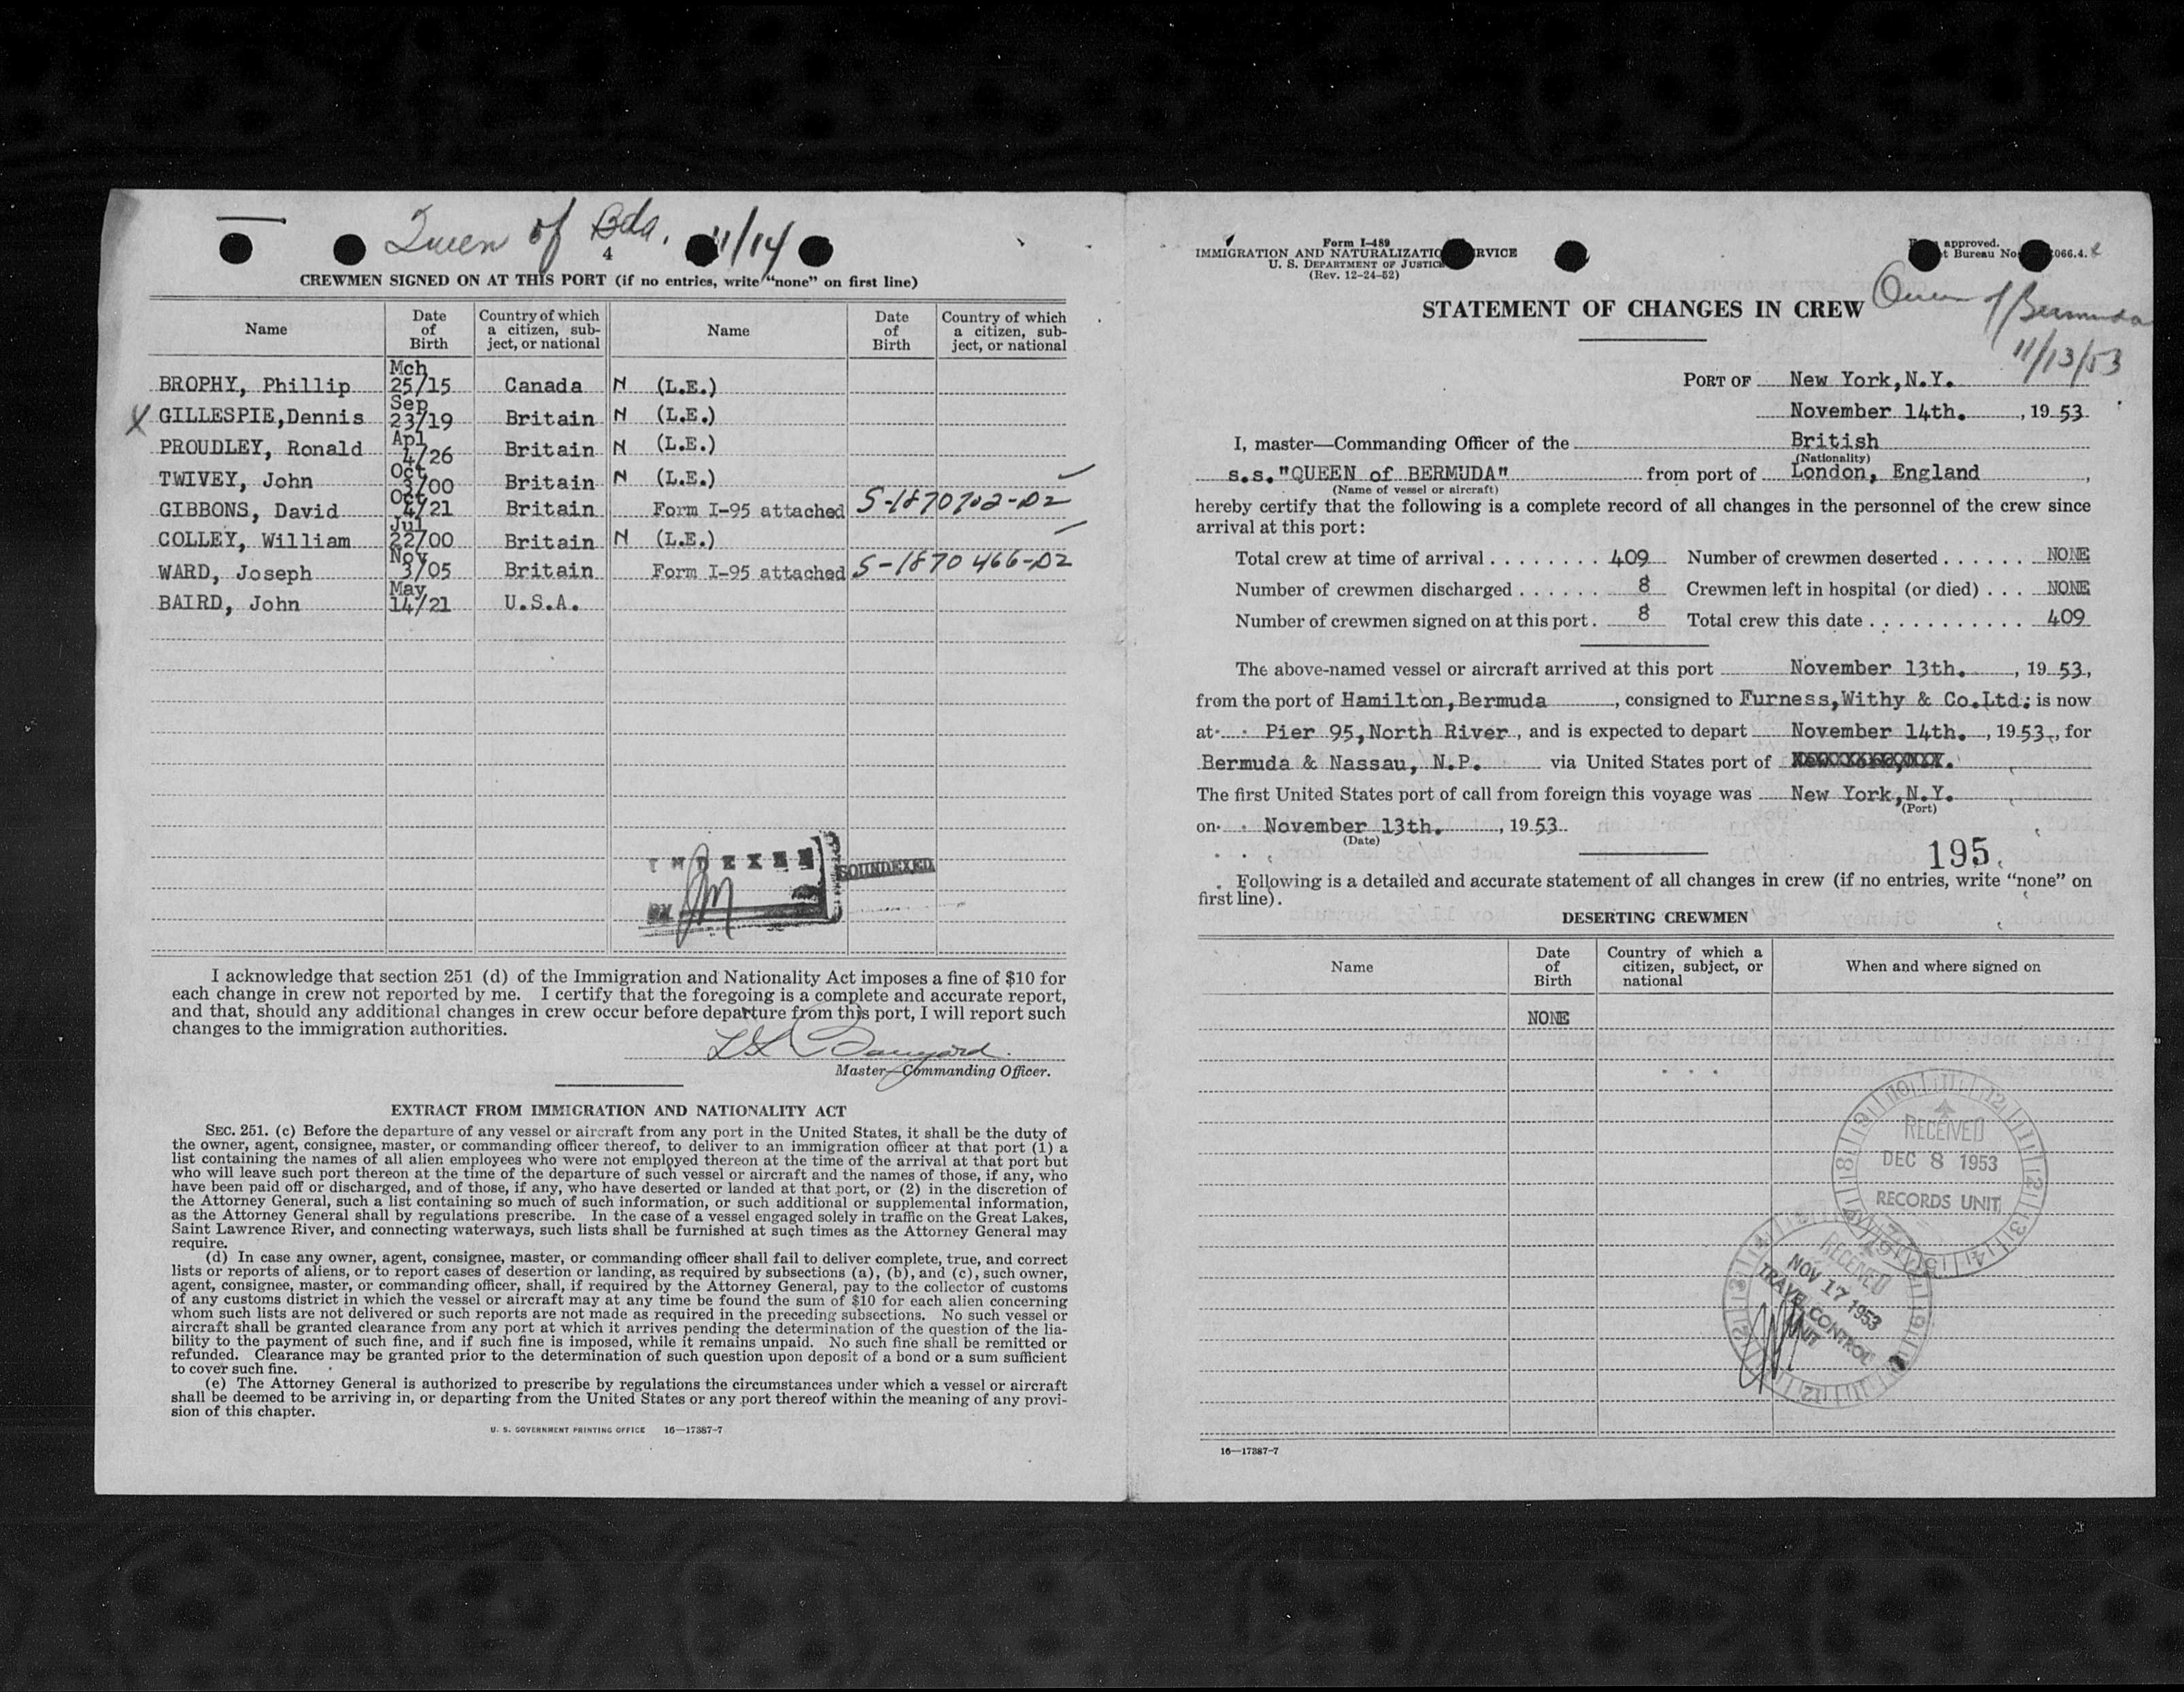 Queen of Bda. 11/14
4
CREWMEN SIGNED ON AT THIS PORT (if no entries, write "none" on first line)
Name
Date of Birth
Country of which a citizen, subject, or national
Name
Date of Birth
Country of which a citizen, subject, or national
BROPHY, Phillip Mch 25/15 Canada N (L.E.)
X GILLESPIE,Dennis Sep 23/19 Britain N (L.E.)
PROUDLEY, Ronald Apl 4/26 Britain N (L.E.)
TWIVEY, John Oct 3/00 Britain N (L.E.)
GIBBONS, David Oct 4/21 Britain Form I-95 attached S-1870702-D2
COLLEY, William Jul 22/00 Britain N (L.E.)
WARD, Joseph Nov 3/05 Britain Form I-95 attached S-1870466-D2
BAIRD, John May 14/21 U.S.A.
INDEXED
BY
SOUNDEXED
I acknowledge that section 251 (d) of the Immigration and Nationality Act imposes a fine of $10 for
each change in crew not reported by me. I certify that the foregoing is a complete and accurate report,
and that, should any additional changes in crew occur before departure from this port, I will report such
changes to the immigration authorities.
Master—Commanding Officer.
EXTRACT FROM IMMIGRATION AND NATIONALITY ACT
SEC. 251. (c) Before the departure of any vessel or aircraft from any port in the United States, it shall be the duty of
the owner, agent, consignee, master, or commanding officer thereof, to deliver to an immigration officer at that port (1) a
list containing the names of all alien employees who were not employed thereon at the time of the arrival at that port but
who will leave such port thereon at the time of the departure of such vessel or aircraft and the names of those, if any, who
have been paid off or discharged, and of those, if any, who have deserted or landed at that port, or (2) in the discretion of
the Attorney General, such a list containing so much of such information, or such additional or supplemental information,
as the Attorney General shall by regulations prescribe. In the case of a vessel engaged solely in traffic on the Great Lakes,
Saint Lawrence River, and connecting waterways, such lists shall be furnished at such times as the Attorney General may
require.
(d) In case any owner, agent, consignee, master, or commanding officer shall fail to deliver complete, true, and correct
lists or reports of aliens, or to report cases of desertion or landing, as required by subsections (a), (b), and (c), such owner,
agent, consignee, master, or commanding officer, shall, if required by the Attorney General, pay to the collector of customs
of any customs district in which the vessel or aircraft may at any time be found the sum of $10 for each alien concerning
whom such lists are not delivered or such reports are not made as required in the preceding subsections. No such vessel or
aircraft shall be granted clearance from any port at which it arrives pending the determination of the question of the lia-
bility to the payment of such fine, and if such fine is imposed, while it remains unpaid. No such fine shall be remitted or
refunded. Clearance may be granted prior to the determination of such question upon deposit of a bond or a sum sufficient
to cover such fine.
(e) The Attorney General is authorized to prescribe by regulations the circumstances under which a vessel or aircraft
shall be deemed to be arriving in, or departing from the United States or any port thereof within the meaning of any provi-
sion of this chapter.
U. S. GOVERNMENT PRINTING OFFICE 16—17387-7
Form I-489
IMMIGRATION AND NATURALIZATIO RVICE
U. S. DEPARTMENT OF JUSTICE
(Rev. 12-24-52)
approved.
t Bureau No. 066.4.
STATEMENT OF CHANGES IN CREW
Queen of Bermuda
11/13/53
PORT OF New York,N.Y.
November 14th. , 19 53
I, master—Commanding Officer of the British
(Nationality)
s.s."QUEEN of BERMUDA" from port of London, England ,
(Name of vessel or aircraft)
hereby certify that the following is a complete record of all changes in the personnel of the crew since
arrival at this port:
Total crew at time of arrival . . . . . . . . 409 Number of crewmen deserted . . . . . . NONE
Number of crewmen discharged . . . . . . 8 Crewmen left in hospital (or died) . . . NONE
Number of crewmen signed on at this port . 8 Total crew this date . . . . . . . . . . . 409
The above-named vessel or aircraft arrived at this port November 13th. , 19 53,
from the port of Hamilton,Bermuda , consigned to Furness,Withy & Co.Ltd; is now
at Pier 95,North River , and is expected to depart November 14th. , 19 53 , for
Bermuda & Nassau, N.P. via United States port of
The first United States port of call from foreign this voyage was New York,N.Y.
(Port)
on November 13th. , 19 53
(Date)
195
Following is a detailed and accurate statement of all changes in crew (if no entries, write "none" on
first line).
DESERTING CREWMEN
Name
Date of Birth
Country of which a citizen, subject, or national
When and where signed on
NONE
RECEIVED
DEC 8 1953
RECORDS UNIT
RECEIVED
NOV 17 1953
TRAVEL CONTROL
UNIT
16—17387-7